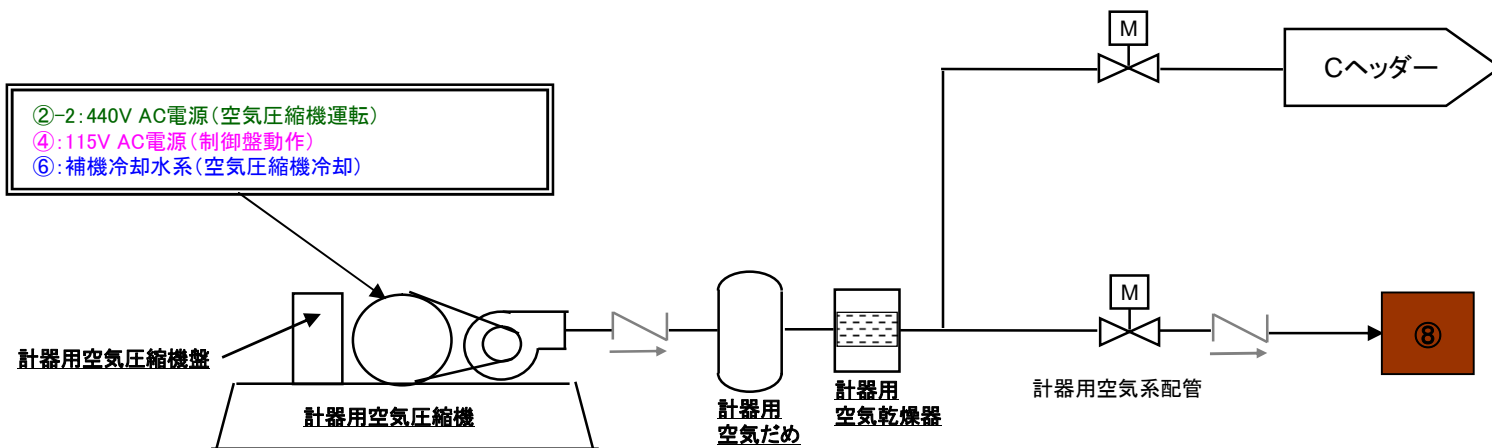 M
Cヘッダー
②-2：440V AC電源（空気圧縮機運転）
④：115V AC電源（制御盤動作）
⑥：補機冷却水系（空気圧縮機冷却）
M
⑧
計器用空気圧縮機盤
計器用空気圧縮機
計器用
空気だめ
計器用
空気乾燥器
計器用空気系配管